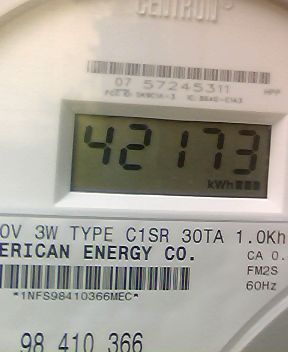 CENTRON
07 57245311
HPP
42173
kWh
0V 3W TYPE C1SR 30TA 1.0Kh
ERICAN ENERGY CO.
CA 0.
FM2S
60Hz
*1NFS98410366MEC*
98 410 366